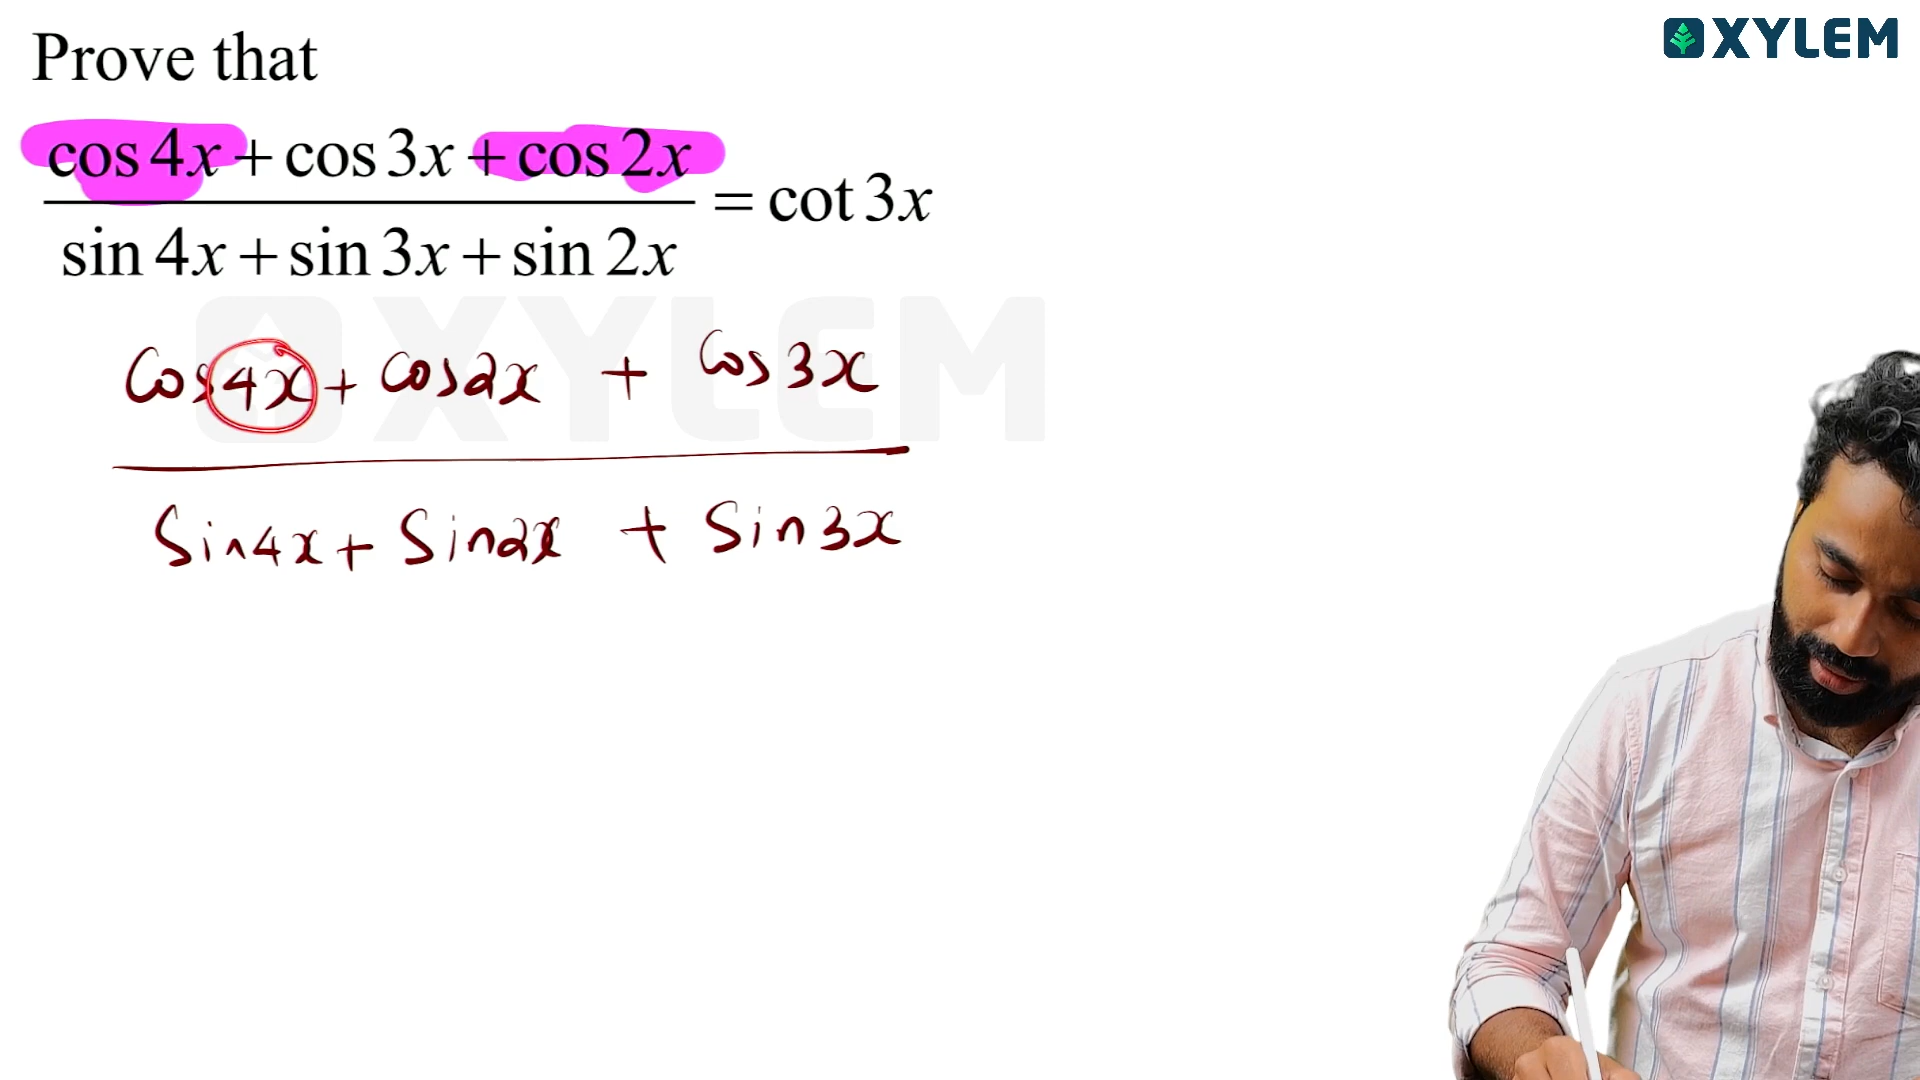 Prove that
XYLEM
cos 4x + cos 3x + cos 2x
sin 4x + sin 3x + sin 2x
= cot 3x
XYLEM
Cos 4x + Cos 2x + Cos 3x
Sin 4x + Sin 2x + Sin 3x